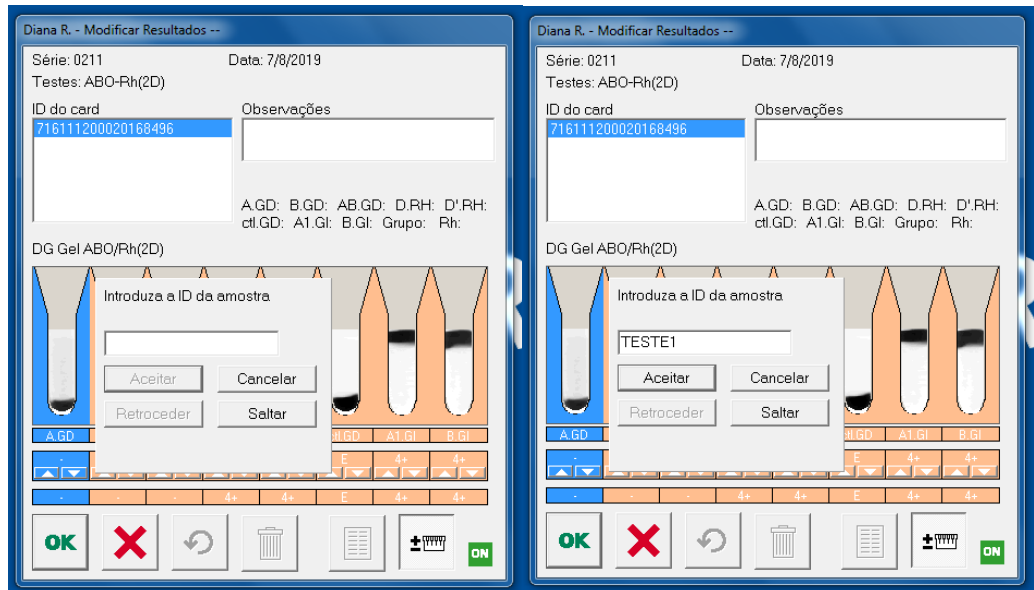 Diana R. - Modificar Resultados --
Série: 0211 Data: 7/8/2019
Testes: ABO-Rh(2D)
ID do card Observações
716111200020168496
A.GD: B.GD: AB.GD: D.RH: D'.RH:
ctl.GD: A1.GI: B.GI: Grupo: Rh:
DG Gel ABO/Rh(2D)
Introduza a ID da amostra
Aceitar Cancelar
Retroceder Saltar
A.GD A1.GI B.GI
- E 4+ 4+
- - - 4+ 4+ E 4+ 4+
OK ± ON
Diana R. - Modificar Resultados --
Série: 0211 Data: 7/8/2019
Testes: ABO-Rh(2D)
ID do card Observações
716111200020168496
A.GD: B.GD: AB.GD: D.RH: D'.RH:
ctl.GD: A1.GI: B.GI: Grupo: Rh:
DG Gel ABO/Rh(2D)
Introduza a ID da amostra
TESTE1
Aceitar Cancelar
Retroceder Saltar
A.GD ctl.GD A1.GI B.GI
- E 4+ 4+
- - - 4+ 4+ E 4+ 4+
OK ± ON